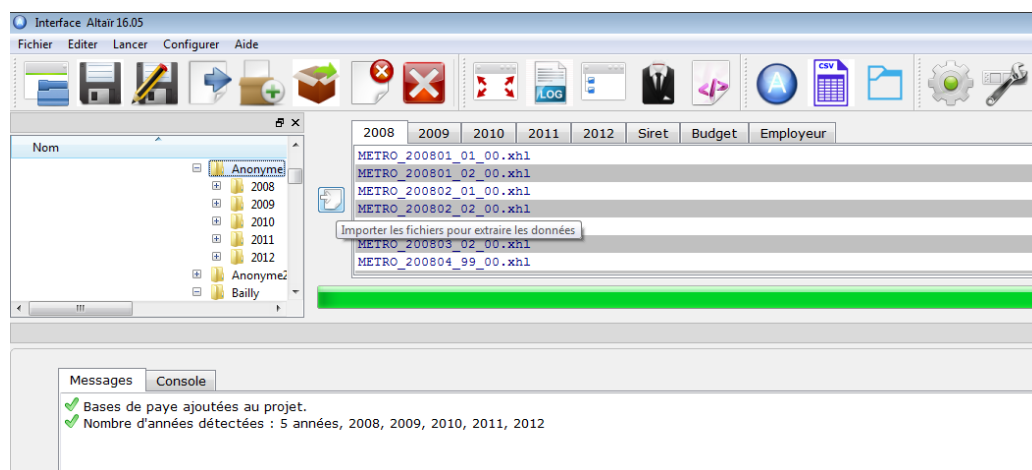 Interface Altaïr 16.05
Fichier Editer Lancer Configurer Aide
/LOG
A
CSV
Nom
Anonyme
2008
2009
2010
2011
2012
Anonyme2
Bailly
2008 2009 2010 2011 2012 Siret Budget Employeur
METRO_200801_01_00.xhl
METRO_200801_02_00.xhl
METRO_200802_01_00.xhl
METRO_200802_02_00.xhl
Importer les fichiers pour extraire les données
METRO_200803_02_00.xhl
METRO_200804_99_00.xhl
Messages Console
Bases de paye ajoutées au projet.
Nombre d'années détectées : 5 années, 2008, 2009, 2010, 2011, 2012